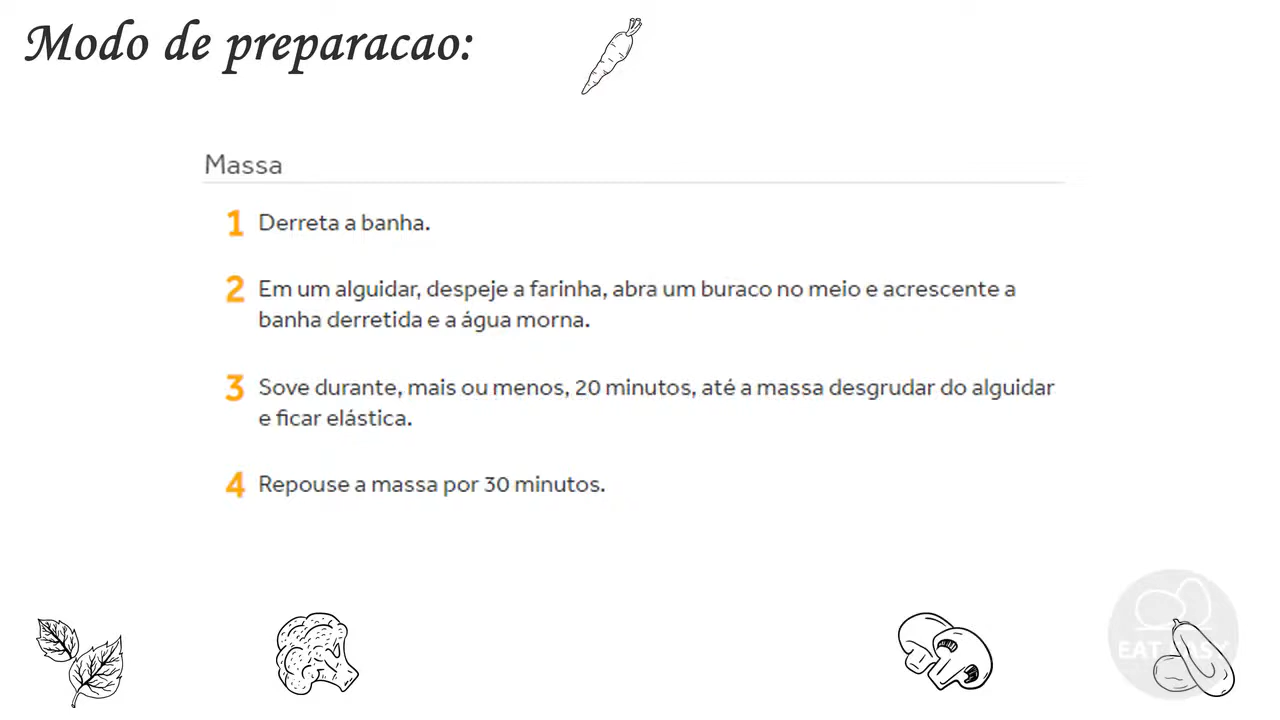 Modo de preparacao:
Massa
1 Derreta a banha.
2 Em um alguidar, despeje a farinha, abra um buraco no meio e acrescente a
banha derretida e a água morna.
3 Sove durante, mais ou menos, 20 minutos, até a massa desgrudar do alguidar
e ficar elástica.
4 Repouse a massa por 30 minutos.
EAT EASY